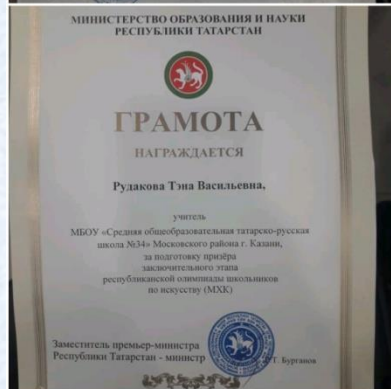 МИНИСТЕРСТВО ОБРАЗОВАНИЯ И НАУКИ
РЕСПУБЛИКИ ТАТАРСТАН
ГРАМОТА
НАГРАЖДАЕТСЯ
Рудакова Тэна Васильевна,
учитель
МБОУ «Средняя общеобразовательная татарско-русская
школа №34» Московского района г. Казани,
за подготовку призёра
заключительного этапа
республиканской олимпиады школьников
по искусству (МХК)
Заместитель премьер-министра
Республики Татарстан - министр
Г. Бурганов